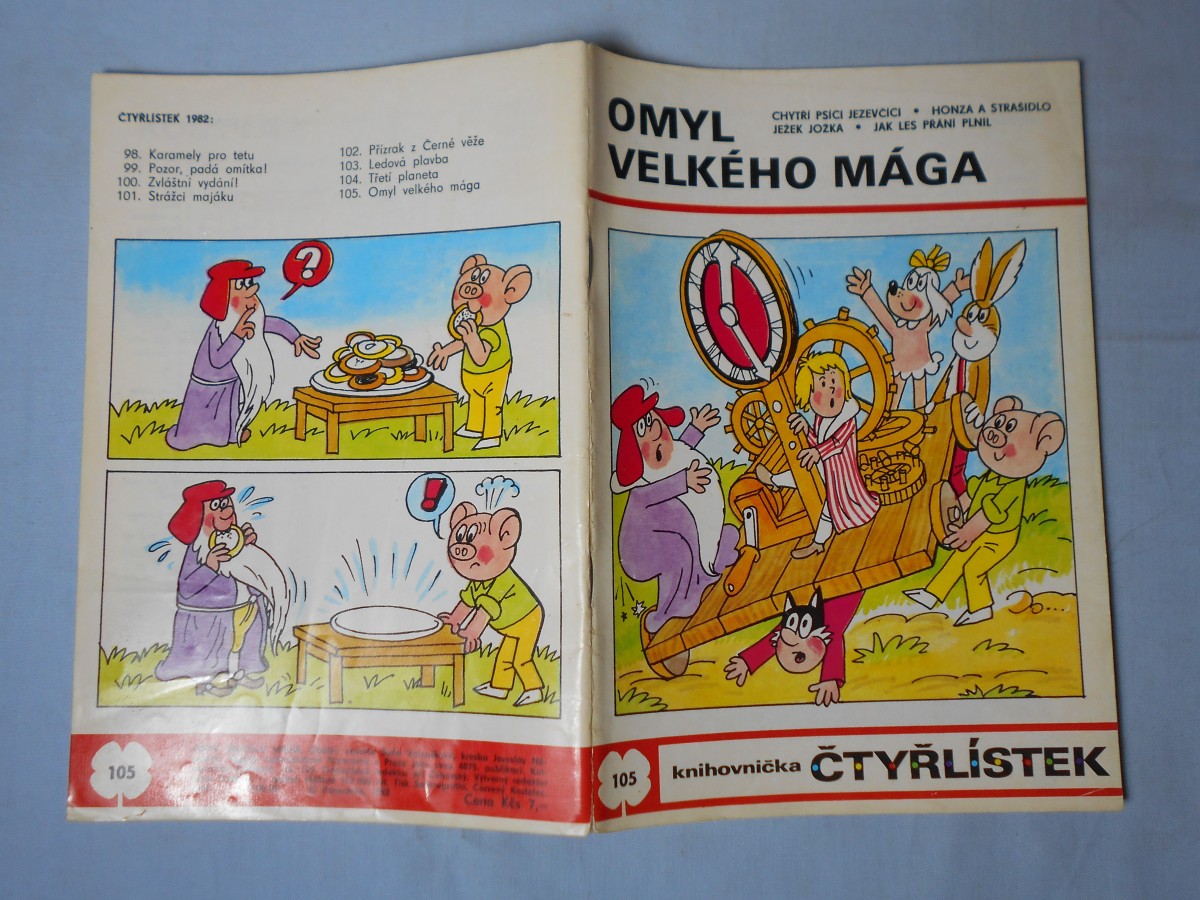 ČTYŘLÍSTEK 1982:
98. Karamely pro tetu
99. Pozor, padá omítka!
100. Zvláštní vydání!
101. Strážci majáku
102. Přízrak z Černé věže
103. Ledová plavba
104. Třetí planeta
105. Omyl velkého mága
?
!
105
Cena Kčs 7,—
OMYL
VELKÉHO MÁGA
CHYTŘÍ PSÍCI JEZEVČÍCI • HONZA A STRAŠIDLO
JEŽEK JOŽKA • JAK LES PŘÁNÍ PLNIL
105
knihovnička ČTYŘLÍSTEK